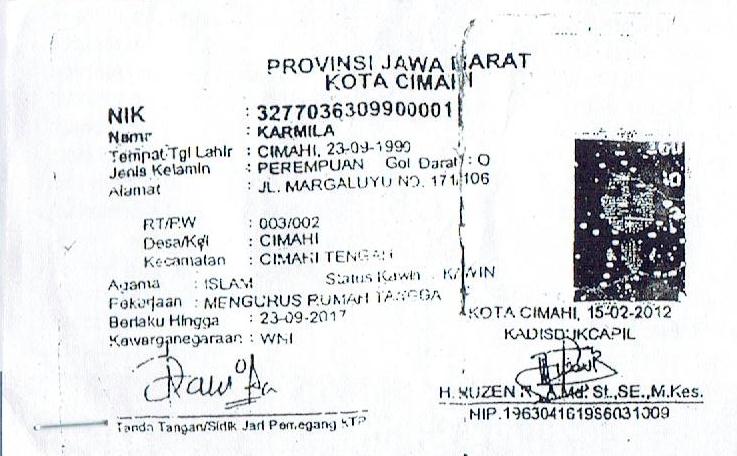 PROVINSI JAWA BARAT
KOTA CIMAHI
NIK : 3277036309900001
Nama : KARMILA
Tempat/Tgl Lahir : CIMAHI, 23-09-1990
Jenis Kelamin : PEREMPUAN Gol Darah : O
Alamat : JL. MARGALUYU NO. 171/106
RT/RW : 003/002
Desa/Kel : CIMAHI
Kecamatan : CIMAHI TENGAH
Agama : ISLAM Status Kawin : KAWIN
Pekerjaan : MENGURUS RUMAH TANGGA
Berlaku Hingga : 23-09-2017
Kewarganegaraan : WNI
KOTA CIMAHI, 15-02-2012
KADISDUKCAPIL
H. RUZEN A.Md. SE., M.Kes.
NIP.196304161986031009
Tanda Tangan/Sidik Jari Pemegang KTP